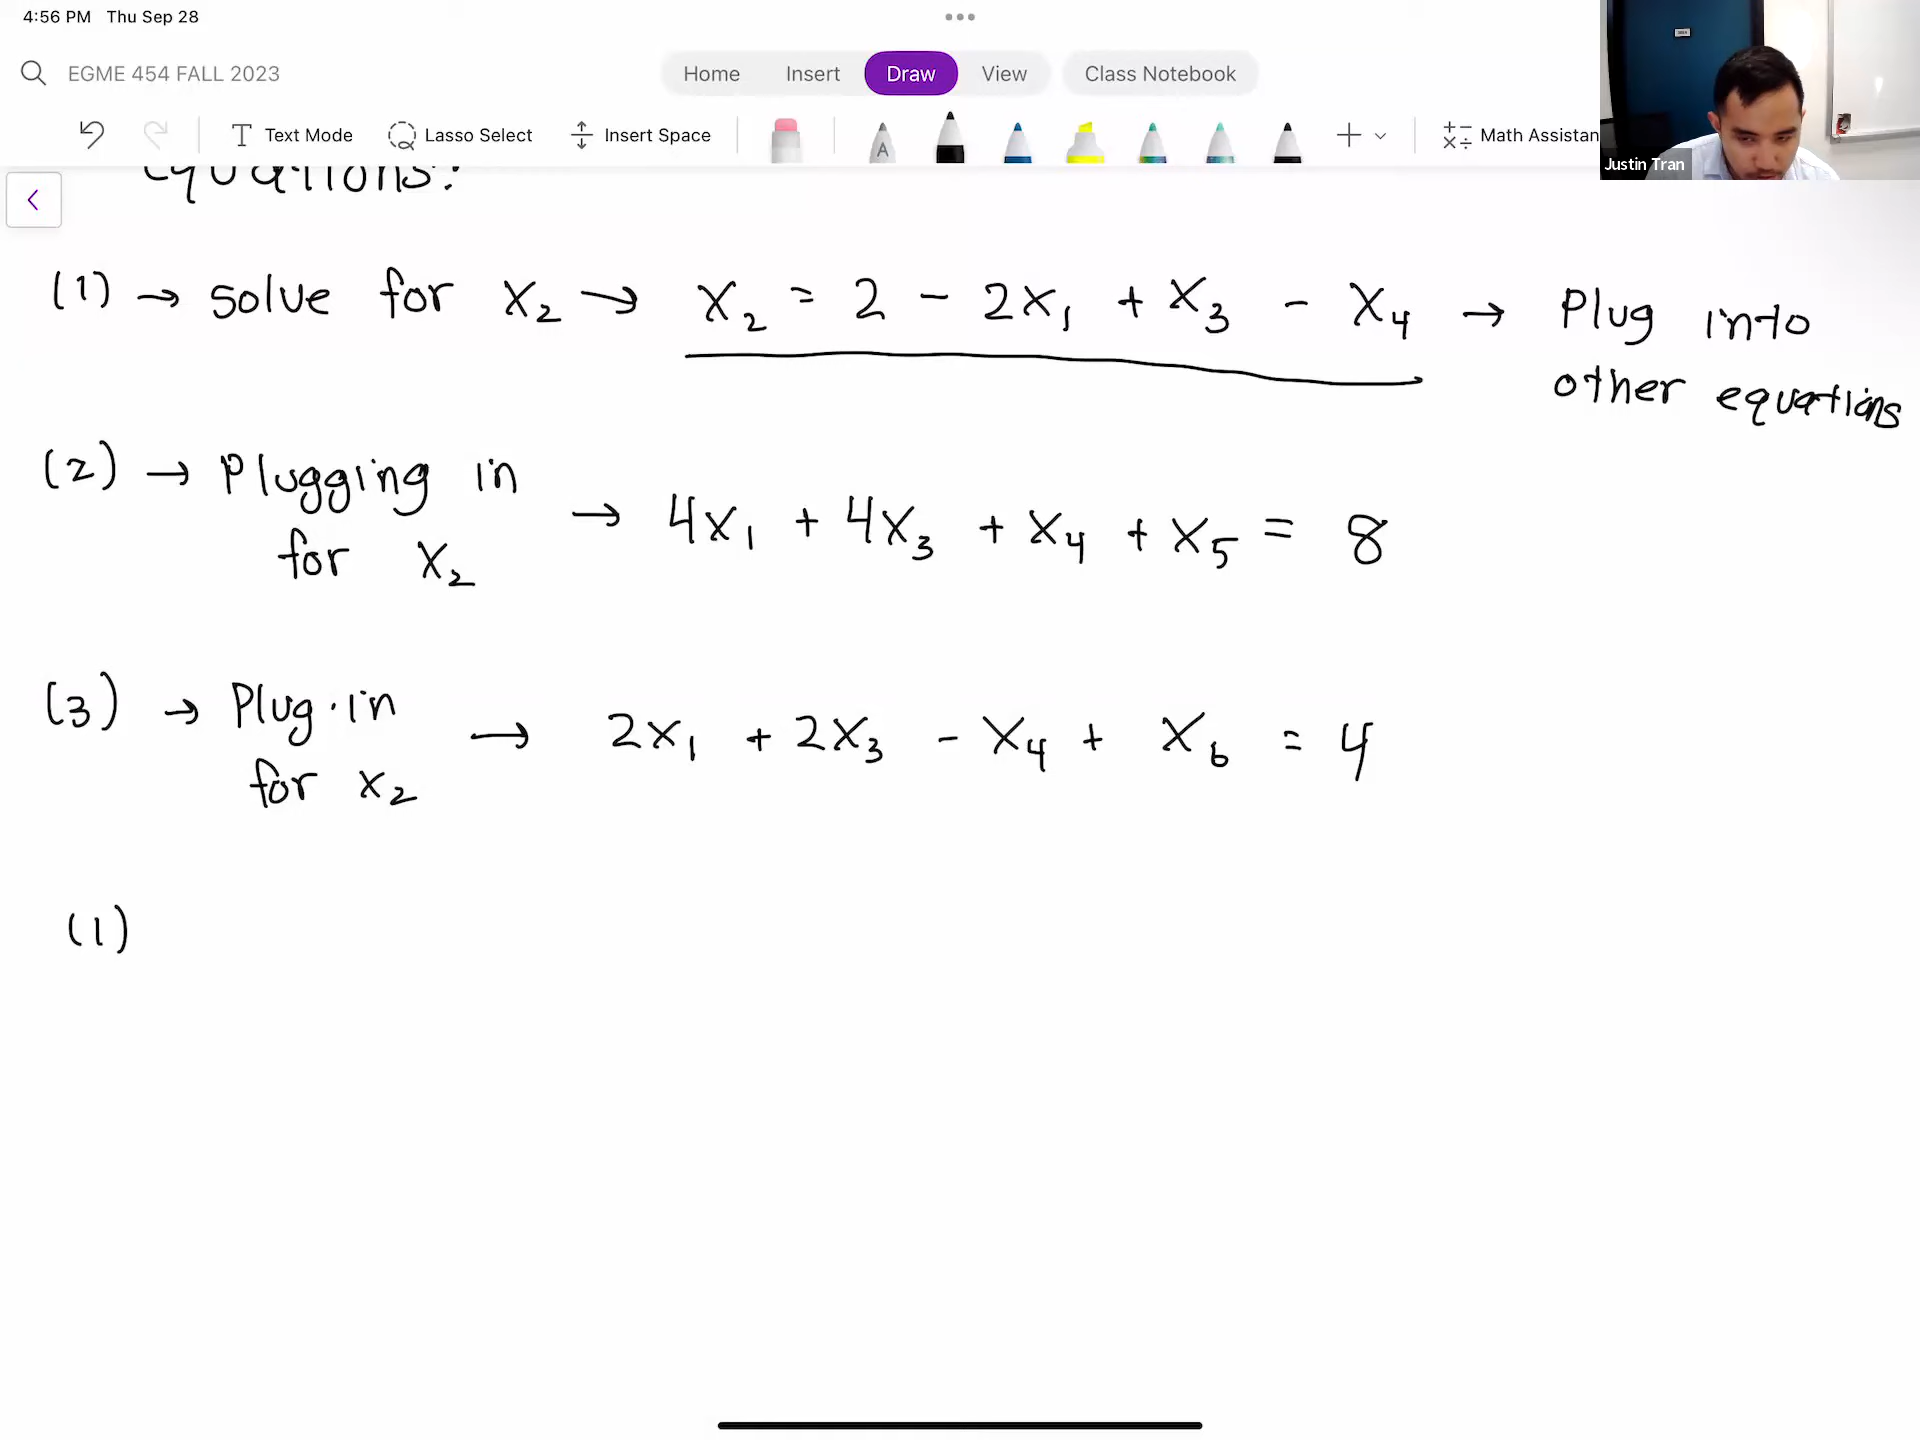 4:56 PM Thu Sep 28
EGME 454 FALL 2023
Home Insert Draw View Class Notebook
Text Mode Lasso Select Insert Space A Math Assistan
Justin Tran
equations:
(1) → solve for x₂ → x₂ = 2 - 2x₁ + x₃ - x₄ → Plug into
other equations
(2) → Plugging in
for x₂ → 4x₁ + 4x₃ + x₄ + x₅ = 8
(3) → Plug in
for x₂ → 2x₁ + 2x₃ - x₄ + x₆ = 4
(1)